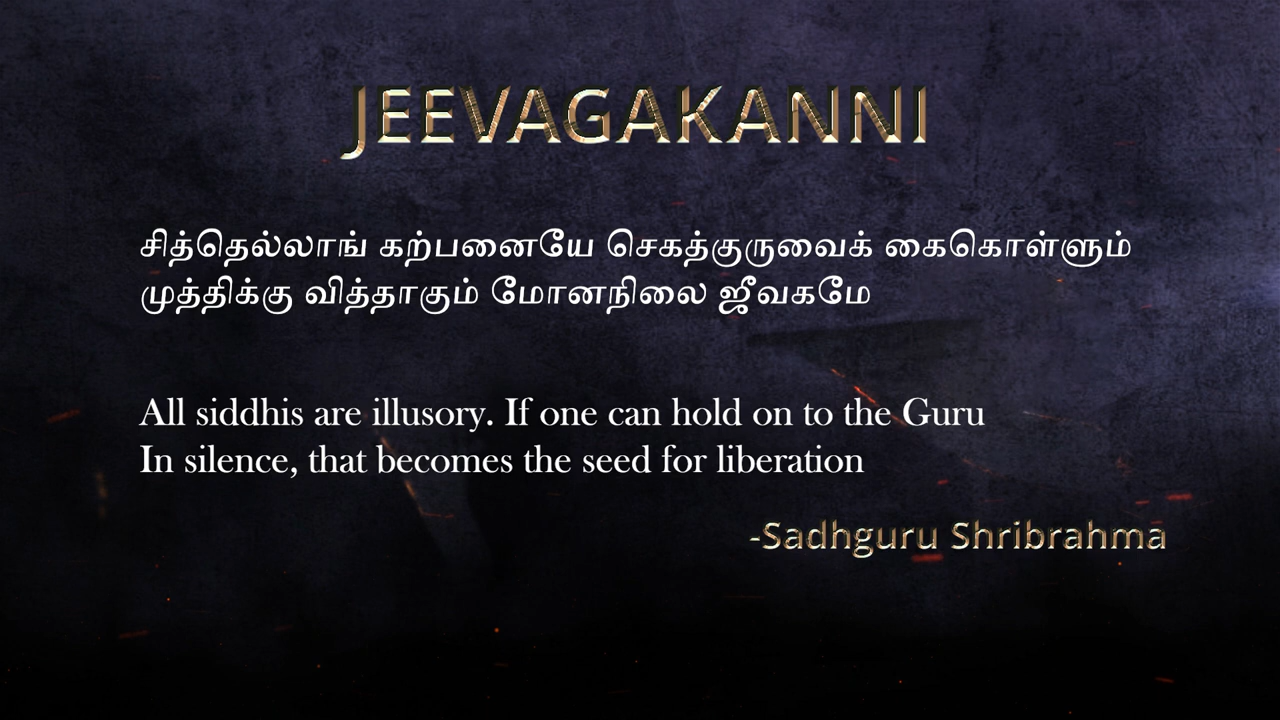 JEEVAGAKANNI
சித்தெல்லாங் கற்பனையே செகத்குருவைக் கைகொள்ளும்
முத்திக்கு வித்தாகும் மோனநிலை ஜீவகமே
All siddhis are illusory. If one can hold on to the Guru
In silence, that becomes the seed for liberation
-Sadhguru Shribrahma